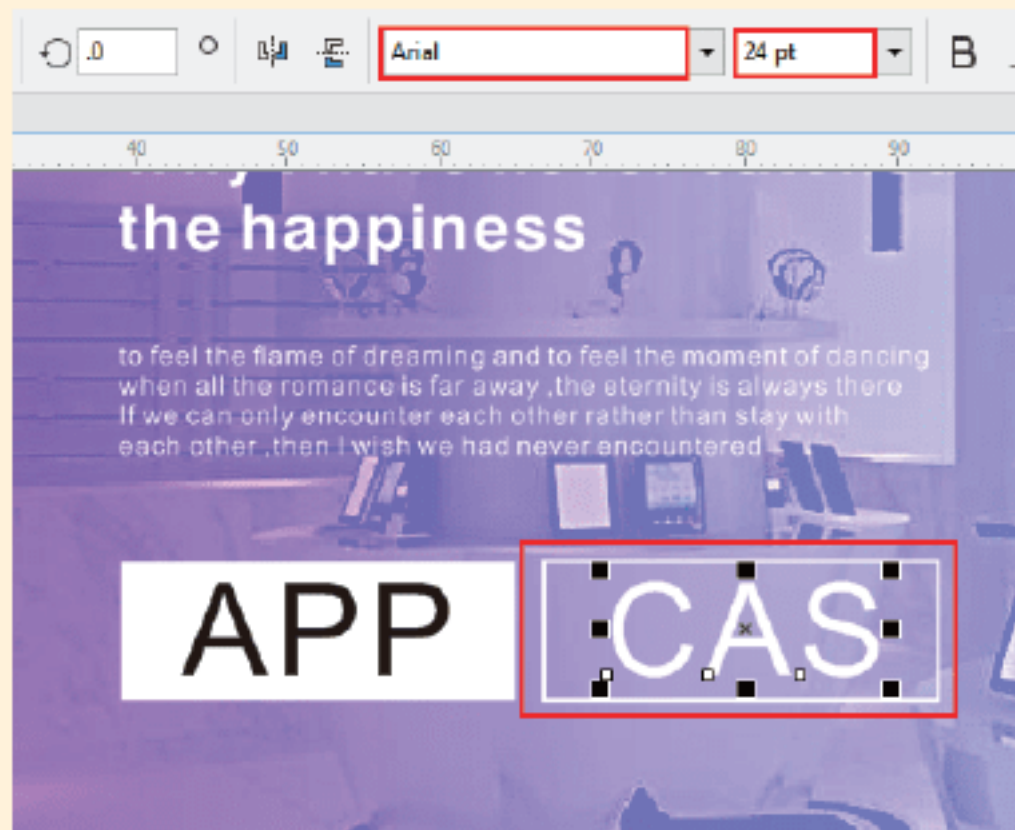 .0 Arial 24 pt B
40 50 60 70 80 90
the happiness
to feel the flame of dreaming and to feel the moment of dancing
when all the romance is far away ,the eternity is always there
If we can only encounter each other rather than stay with
each other ,then I wish we had never encountered
APP CAS